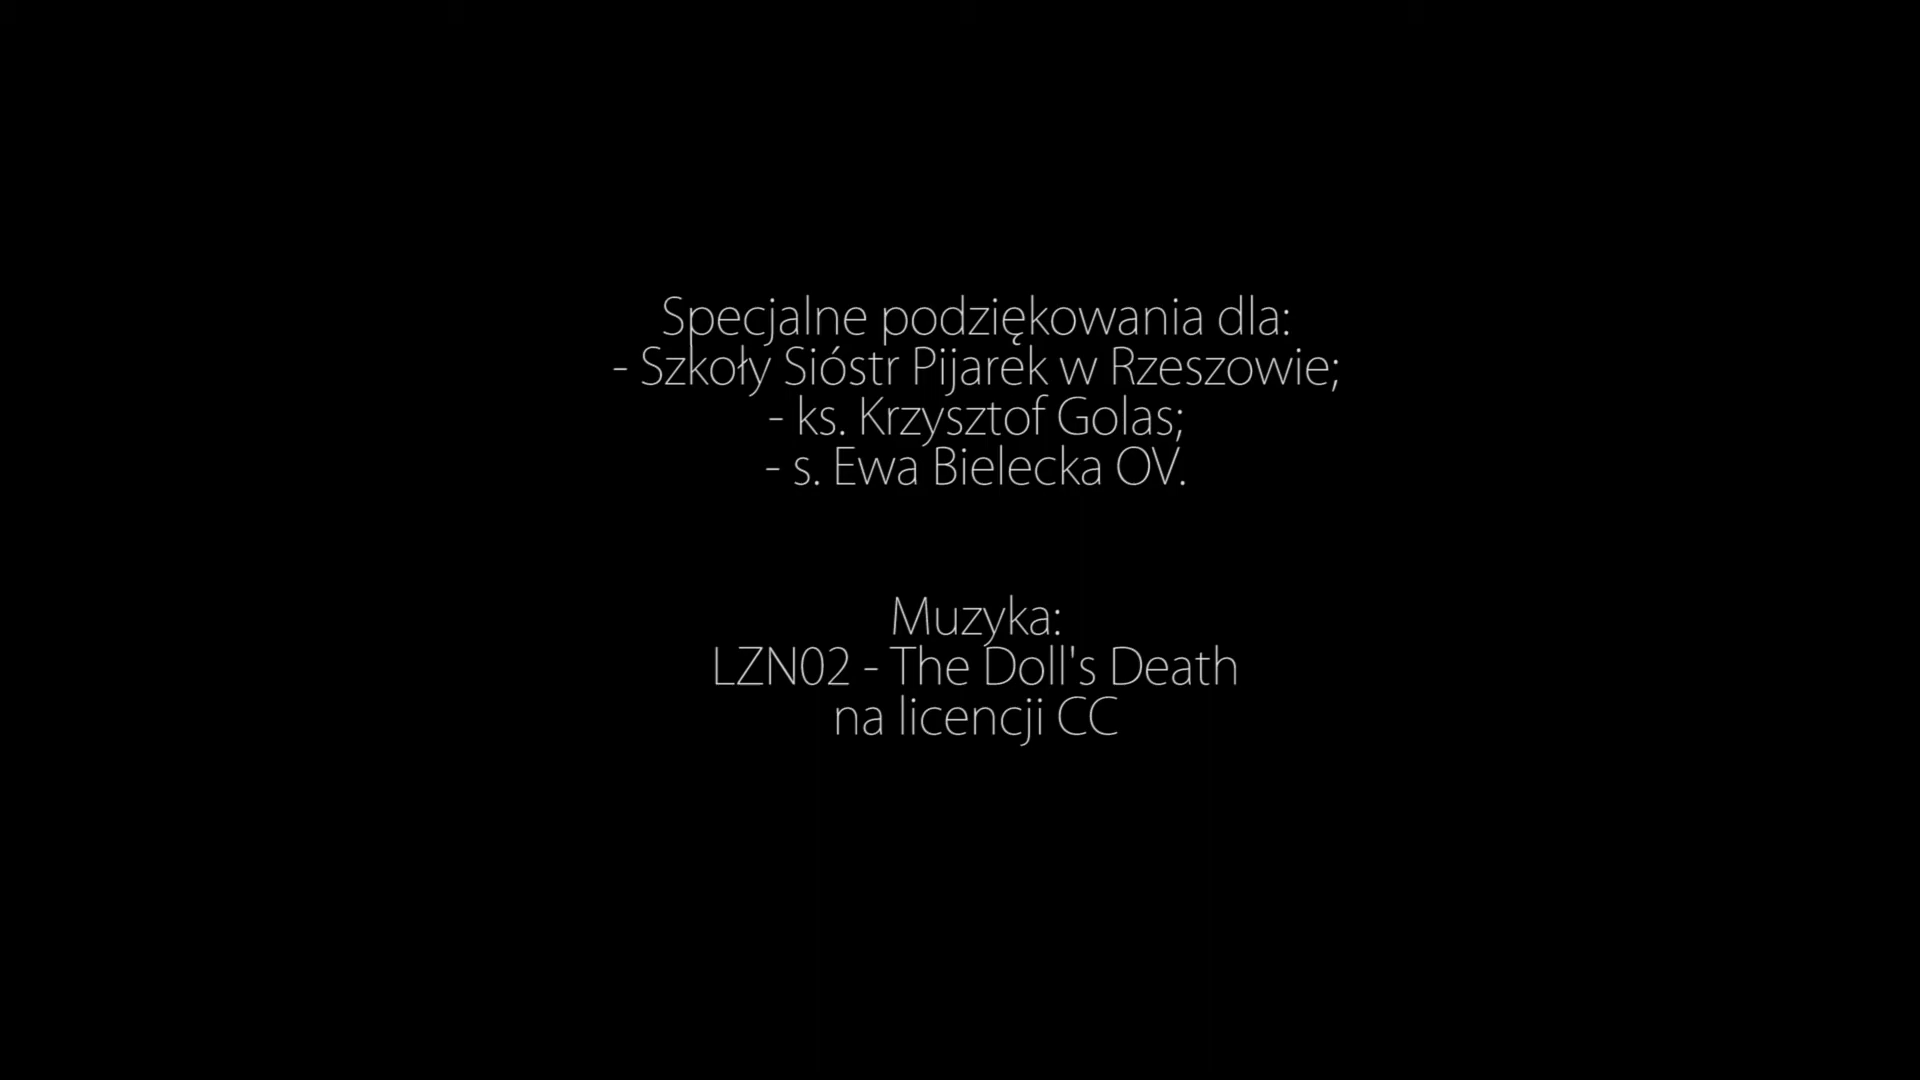 Specjalne podziękowania dla:
- Szkoły Sióstr Pijarek w Rzeszowie;
- ks. Krzysztof Golas;
- s. Ewa Bielecka OV.
Muzyka:
LZN02 - The Doll's Death
na licencji CC